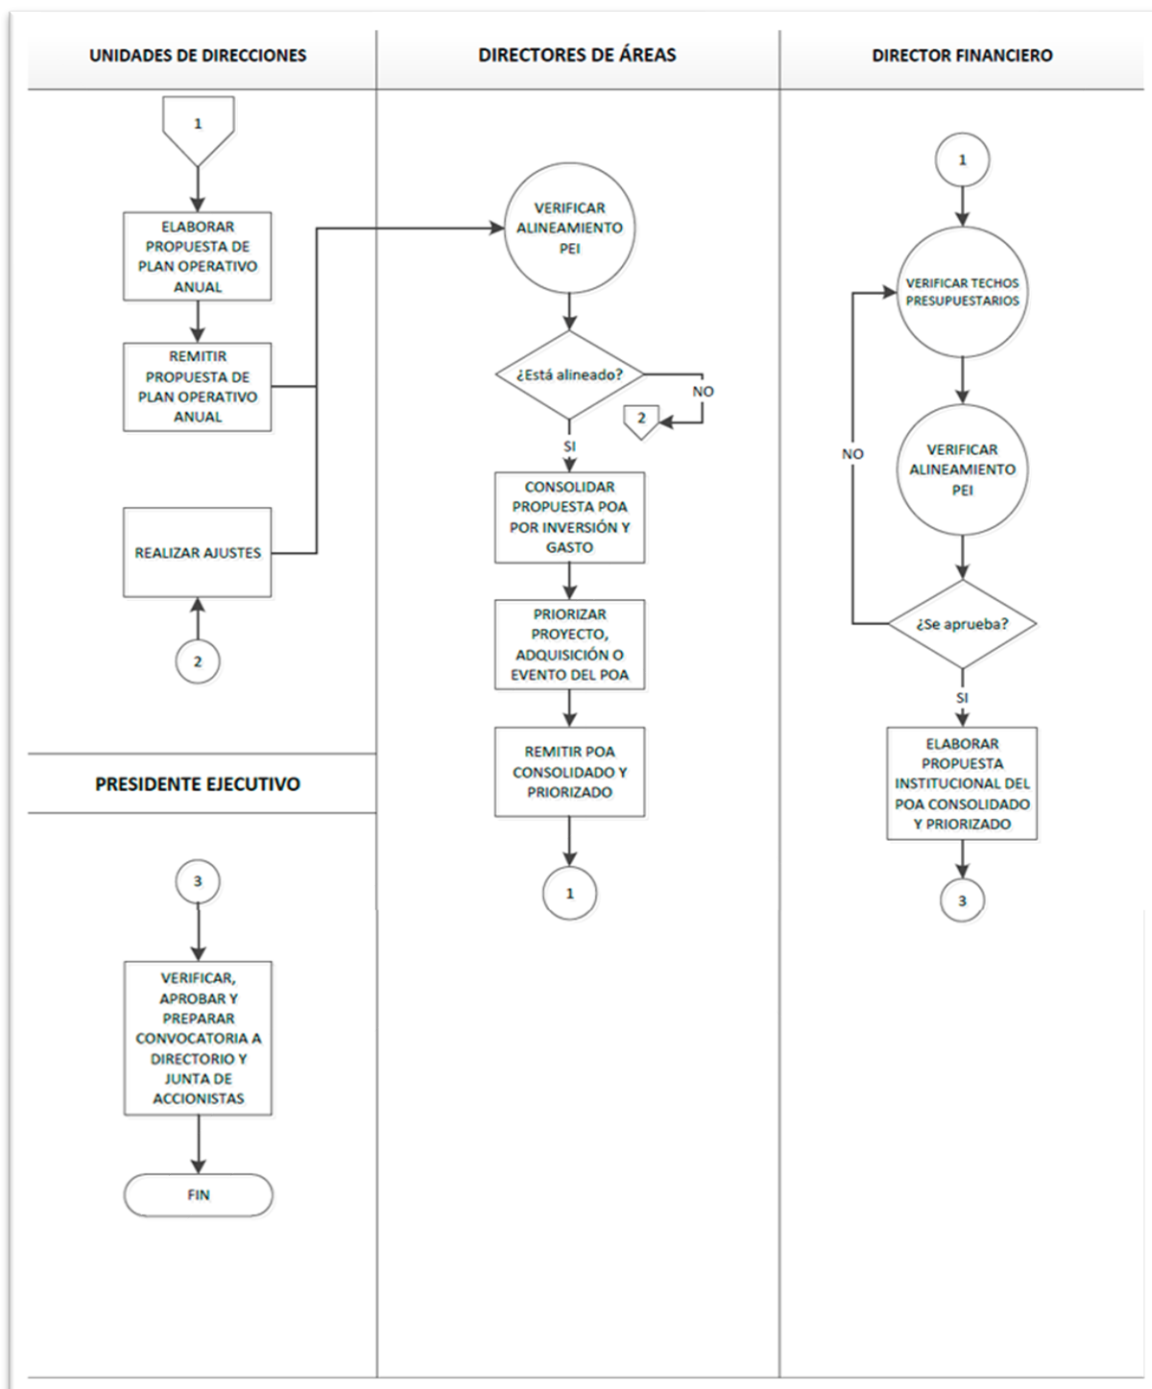 UNIDADES DE DIRECCIONES
1
ELABORAR
PROPUESTA DE
PLAN OPERATIVO
ANUAL
REMITIR
PROPUESTA DE
PLAN OPERATIVO
ANUAL
REALIZAR AJUSTES
2
PRESIDENTE EJECUTIVO
3
VERIFICAR,
APROBAR Y
PREPARAR
CONVOCATORIA A
DIRECTORIO Y
JUNTA DE
ACCIONISTAS
FIN
DIRECTORES DE ÁREAS
VERIFICAR
ALINEAMIENTO
PEI
¿Está alineado?
NO
2
SI
CONSOLIDAR
PROPUESTA POA
POR INVERSIÓN Y
GASTO
PRIORIZAR
PROYECTO,
ADQUISICIÓN O
EVENTO DEL POA
REMITIR POA
CONSOLIDADO Y
PRIORIZADO
1
DIRECTOR FINANCIERO
1
VERIFICAR TECHOS
PRESUPUESTARIOS
VERIFICAR
ALINEAMIENTO
PEI
NO
¿Se aprueba?
SI
ELABORAR
PROPUESTA
INSTITUCIONAL DEL
POA CONSOLIDADO
Y PRIORIZADO
3